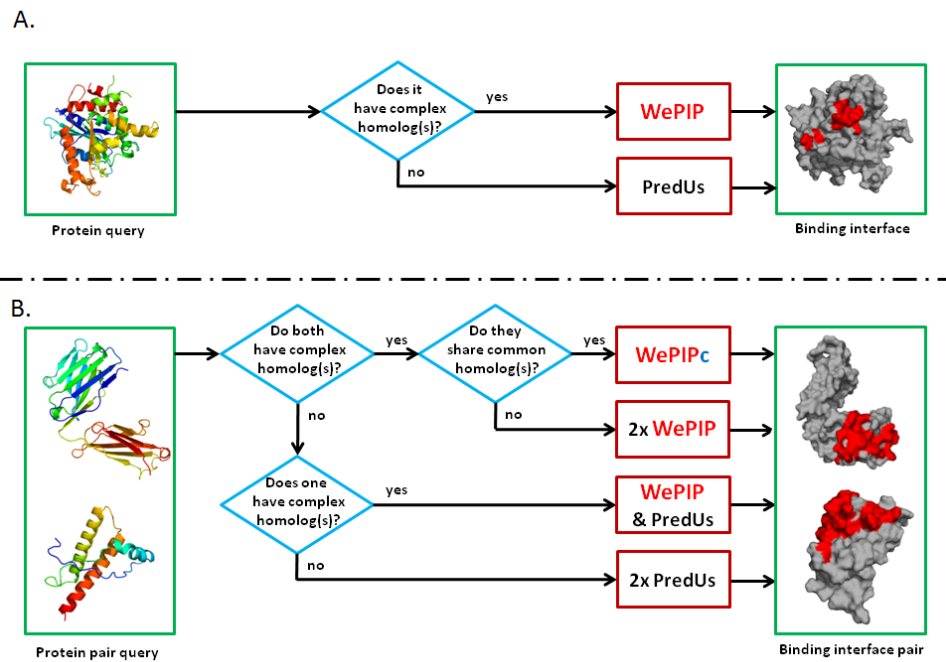 A.
Does it
have complex
homolog(s)?
yes
WePIP
no
PredUs
Protein query
Binding interface
B.
Do both
have complex
homolog(s)?
yes
Do they
share common
homolog(s)?
yes
WePIPc
no
no
2x WePIP
Does one
have complex
homolog(s)?
yes
WePIP
& PredUs
no
2x PredUs
Protein pair query
Binding interface pair